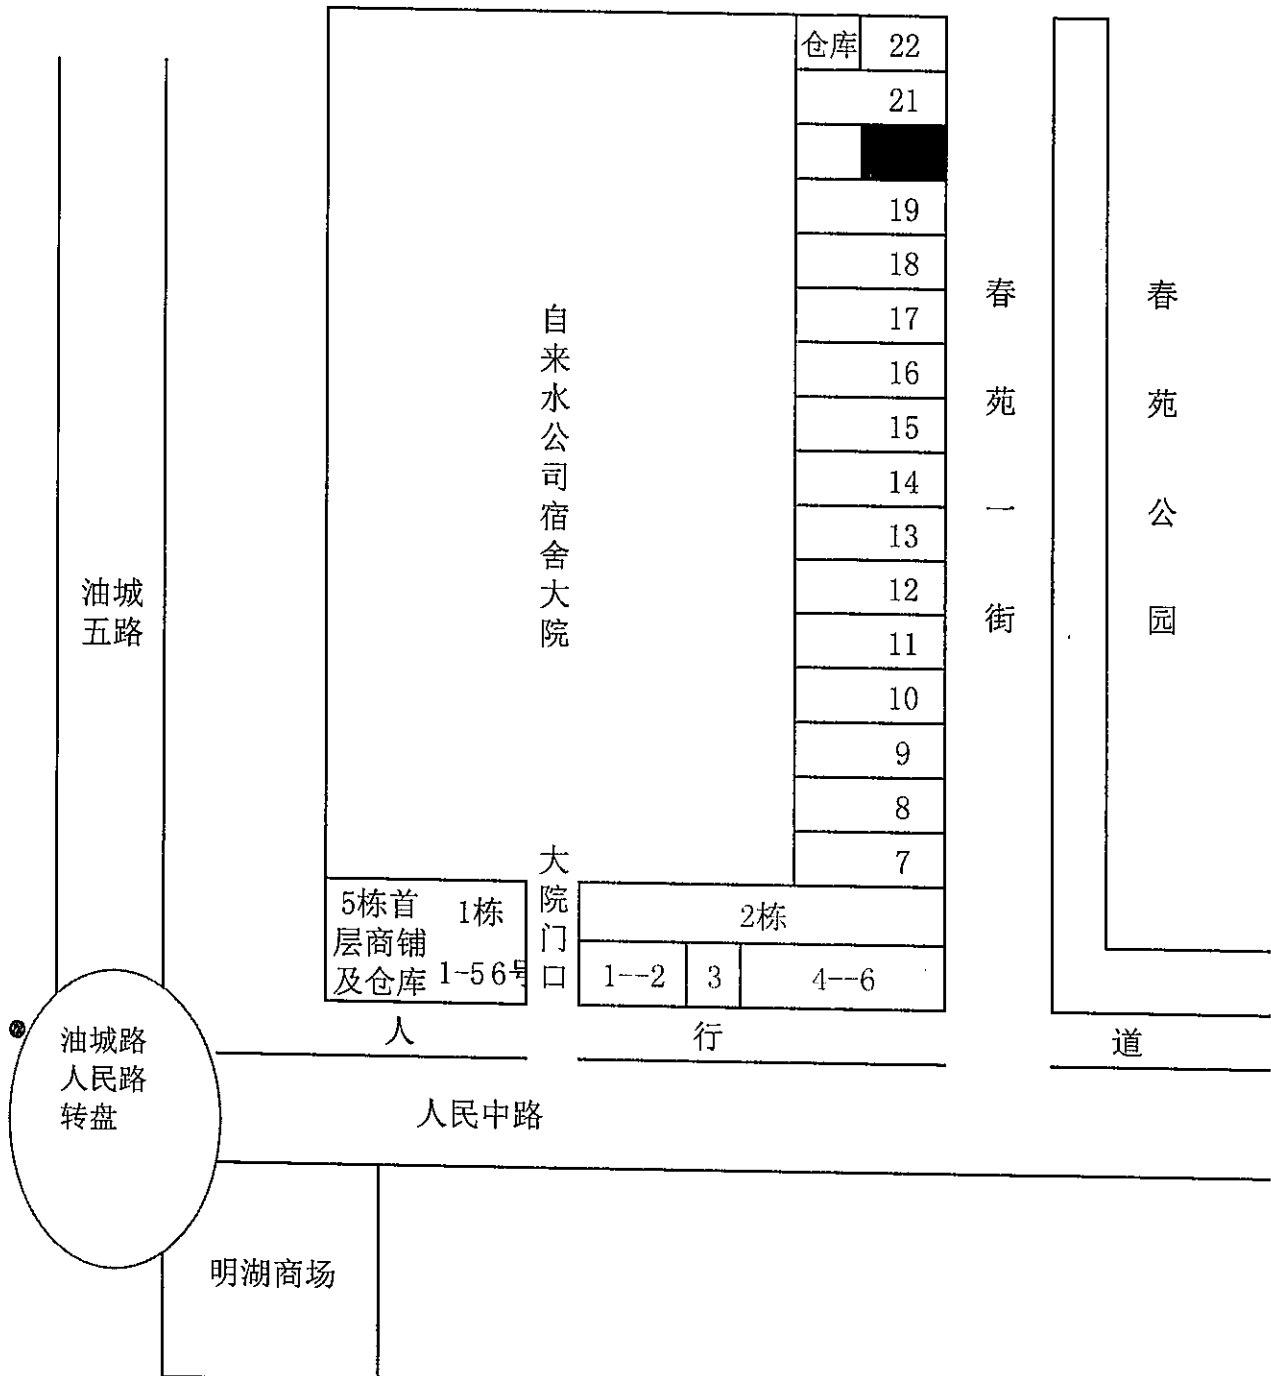 仓库 22
21
19
18
17
16
15
14
13
12
11
10
9
8
7
自来水公司宿舍大院
春苑一街
春苑公园
油城
五路
大院门口
5栋首
层商铺
及仓库
1栋
1-56号
2栋
1--2 3 4--6
人 行 道
油城路
人民路
转盘
人民中路
明湖商场